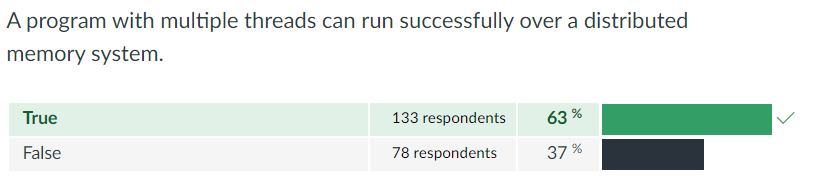 A program with multiple threads can run successfully over a distributed
memory system.
True 133 respondents 63 %
False 78 respondents 37 %